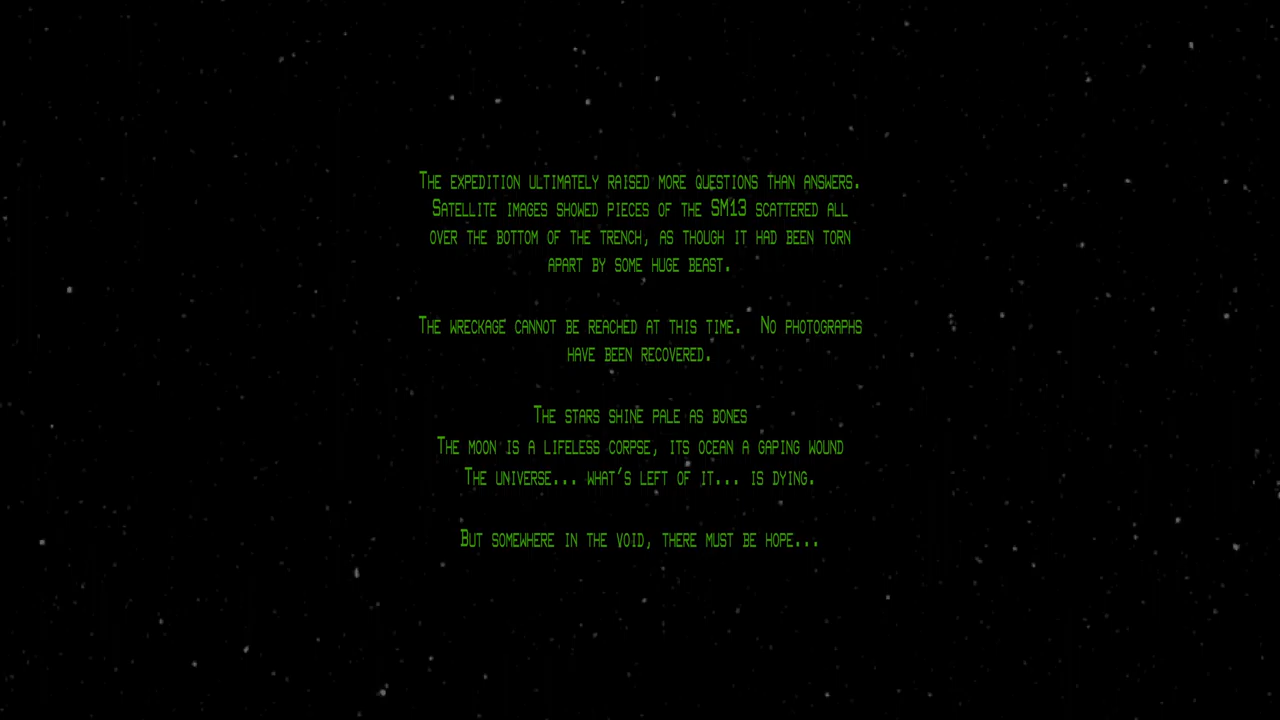 The expedition ultimately raised more questions than answers.
Satellite images showed pieces of the SM13 scattered all
over the bottom of the trench, as though it had been torn
apart by some huge beast.
The wreckage cannot be reached at this time.  No photographs
have been recovered.
The stars shine pale as bones
The moon is a lifeless corpse, its ocean a gaping wound
The universe... what's left of it... is dying.
But somewhere in the void, there must be hope...